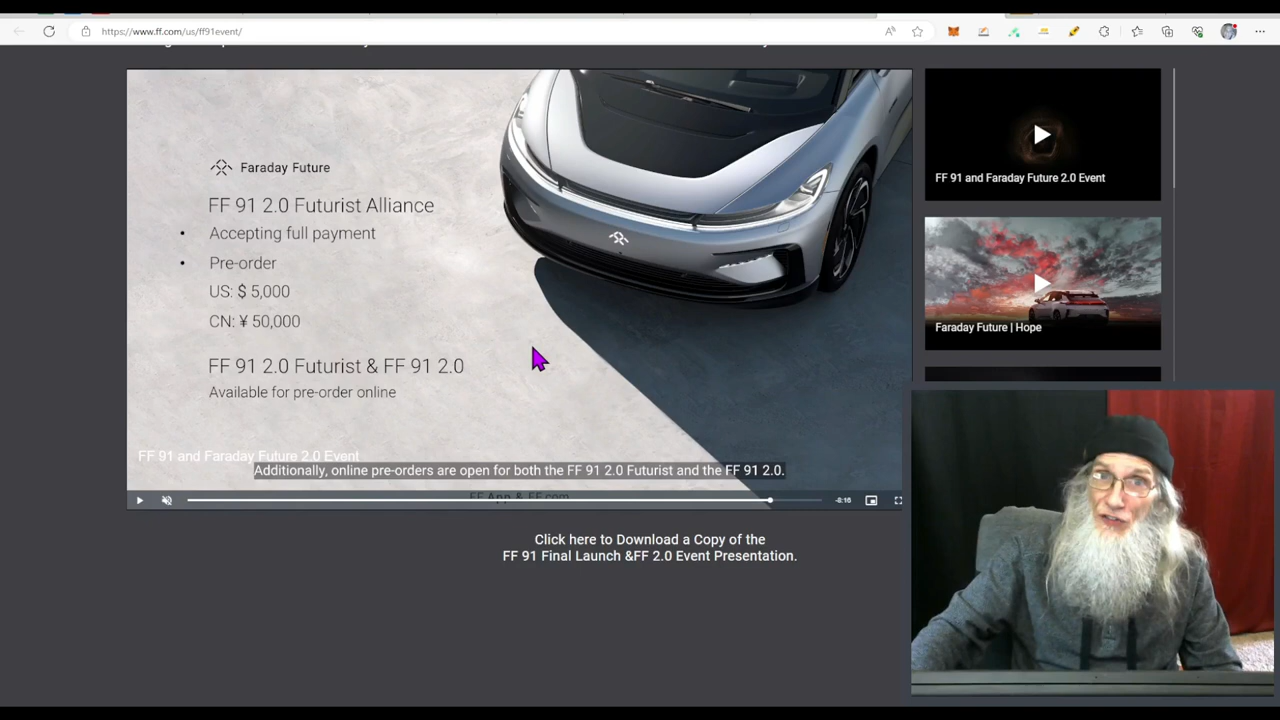 https://www.ff.com/us/ff91event/
Faraday Future
FF 91 2.0 Futurist Alliance
• Accepting full payment
• Pre-order
US: $ 5,000
CN: ¥ 50,000
FF 91 2.0 Futurist & FF 91 2.0
Available for pre-order online
FF 91 and Faraday Future 2.0 Event
Additionally, online pre-orders are open for both the FF 91 2.0 Futurist and the FF 91 2.0.
FF App & FF.com
-8:16
FF 91 and Faraday Future 2.0 Event
Faraday Future | Hope
Click here to Download a Copy of the
FF 91 Final Launch &FF 2.0 Event Presentation.